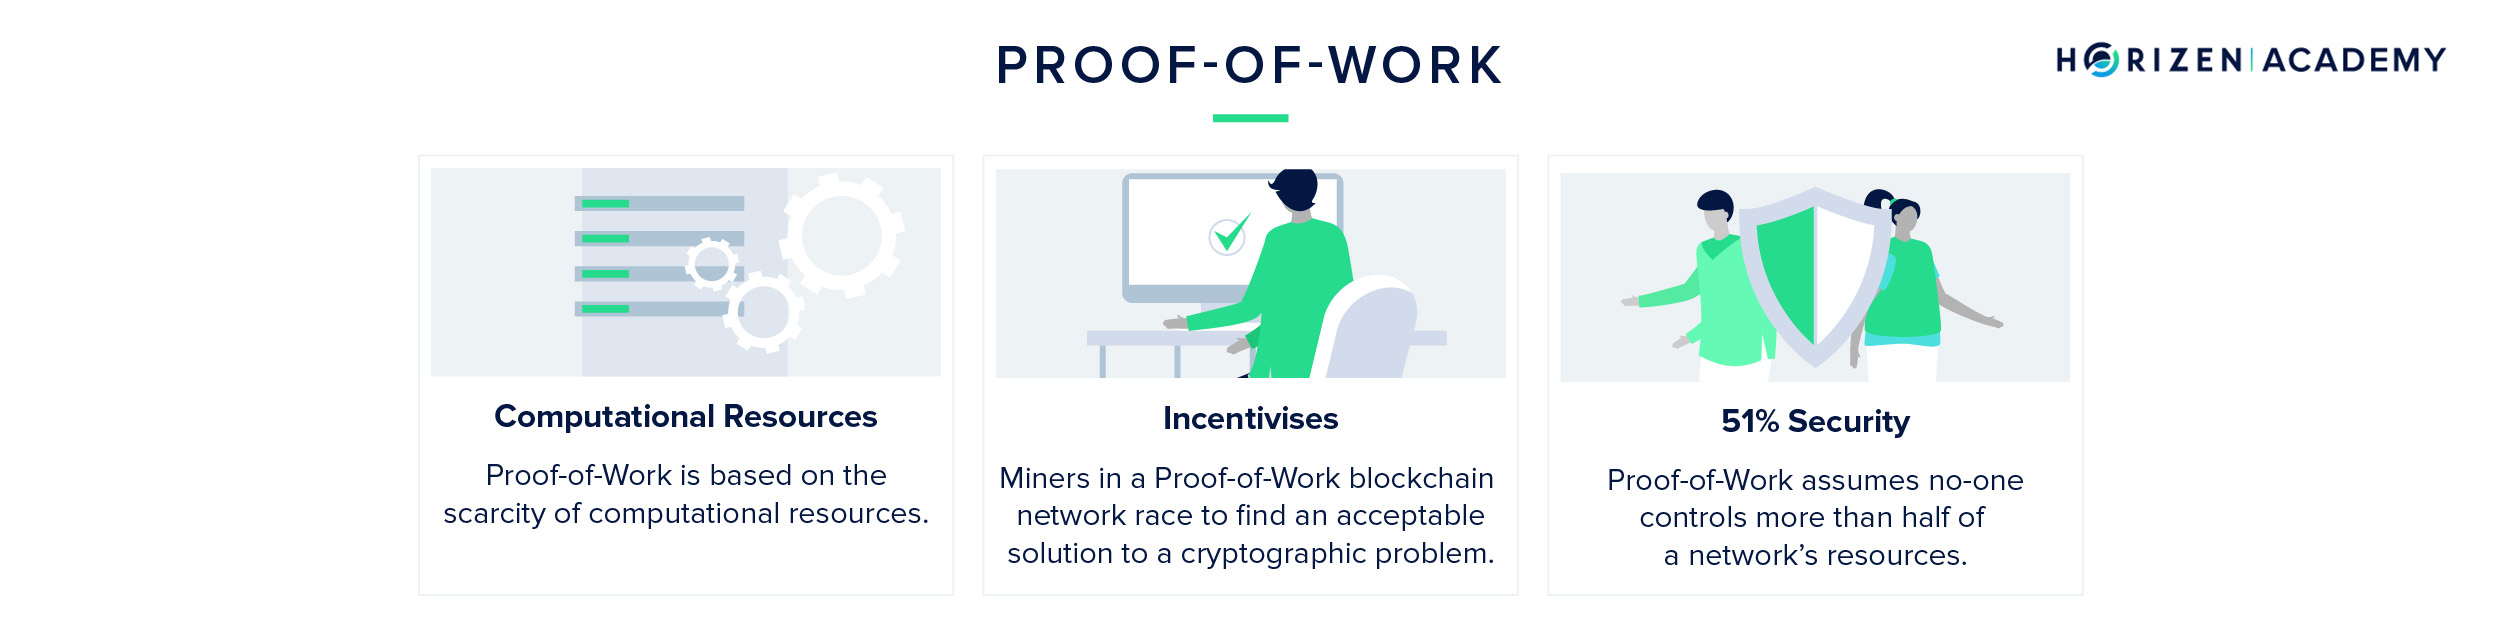 PROOF-OF-WORK
HORIZEN ACADEMY
Computational Resources
Proof-of-Work is based on the
scarcity of computational resources.
Incentivises
Miners in a Proof-of-Work blockchain
network race to find an acceptable
solution to a cryptographic problem.
51% Security
Proof-of-Work assumes no-one
controls more than half of
a network’s resources.